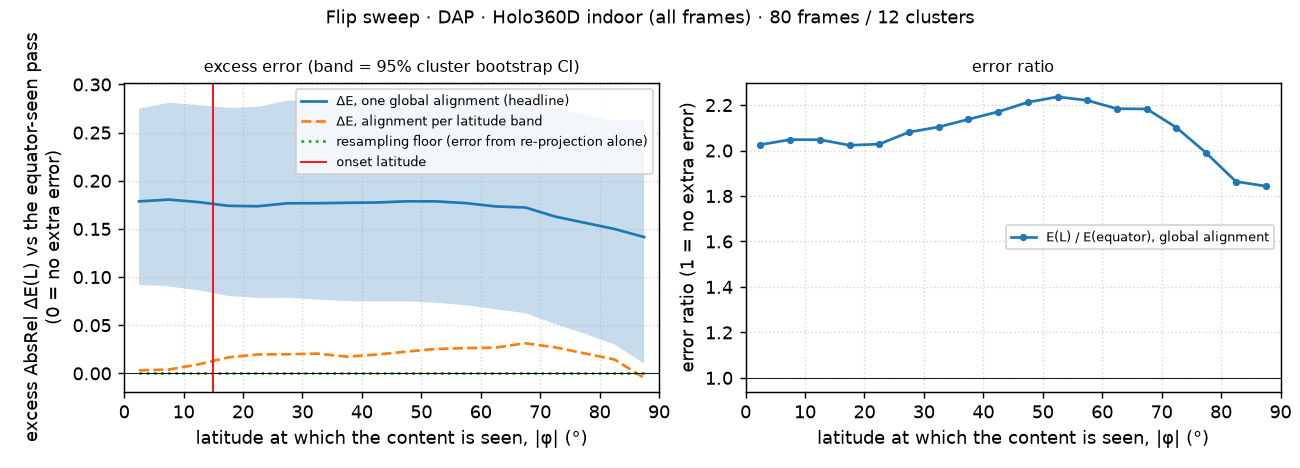 Flip sweep · DAP · Holo360D indoor (all frames) · 80 frames / 12 clusters
excess error (band = 95% cluster bootstrap CI)
excess AbsRel ΔE(L) vs the equator-seen pass
(0 = no extra error)
0.30
0.25
0.20
0.15
0.10
0.05
0.00
ΔE, one global alignment (headline)
ΔE, alignment per latitude band
resampling floor (error from re-projection alone)
onset latitude
0 10 20 30 40 50 60 70 80 90
latitude at which the content is seen, |φ| (°)
error ratio
error ratio (1 = no extra error)
2.2
2.0
1.8
1.6
1.4
1.2
1.0
E(L) / E(equator), global alignment
0 10 20 30 40 50 60 70 80 90
latitude at which the content is seen, |φ| (°)